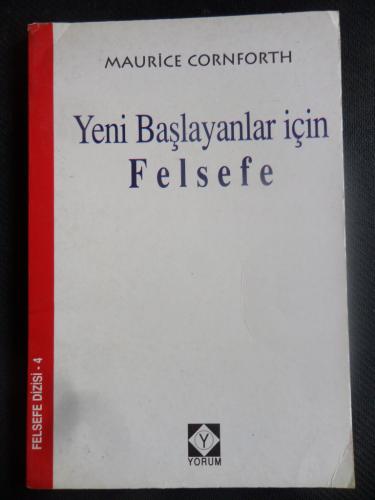 MAURİCE CORNFORTH
Yeni Başlayanlar için
Felsefe
FELSEFE DİZİSİ - 4
Y
YORUM